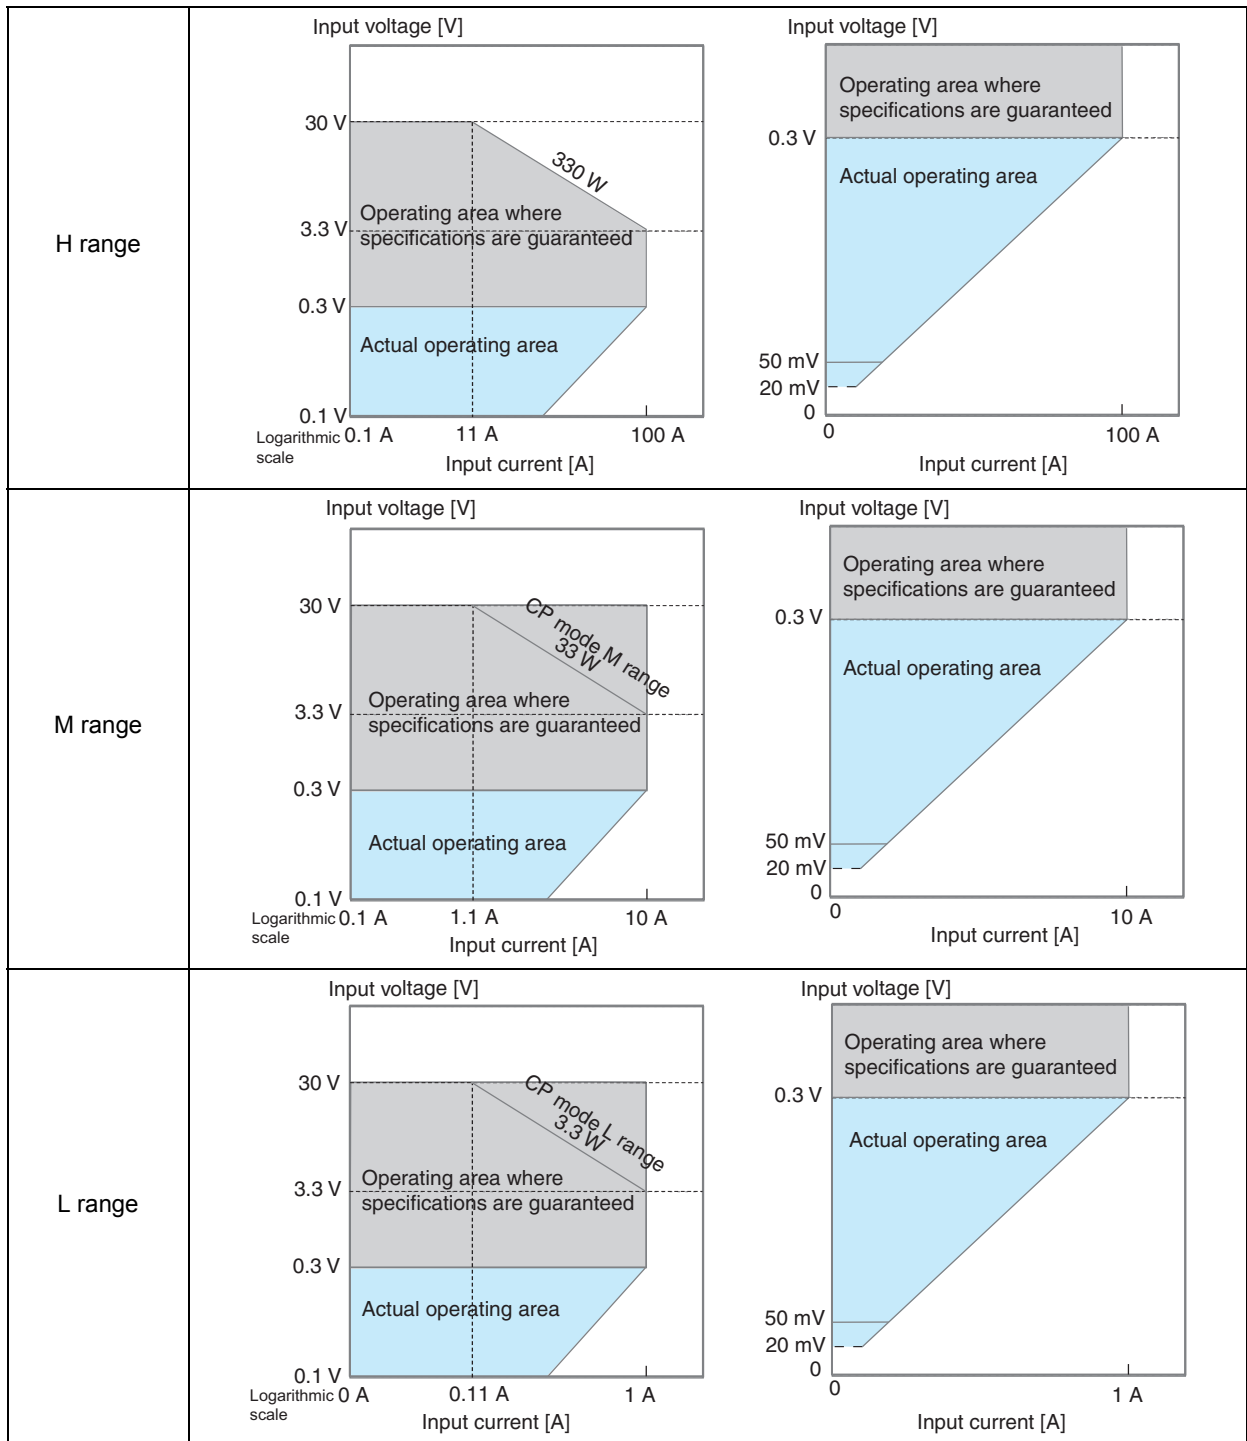 H range
Input voltage [V]
30 V
330 W
Operating area where
3.3 V
specifications are guaranteed
0.3 V
Actual operating area
0.1 V
Logarithmic
scale
0.1 A
11 A
100 A
Input current [A]
Input voltage [V]
Operating area where
specifications are guaranteed
0.3 V
Actual operating area
50 mV
20 mV
0
0
100 A
Input current [A]
M range
Input voltage [V]
30 V
CP mode M range
33 W
Operating area where
3.3 V
specifications are guaranteed
0.3 V
Actual operating area
0.1 V
Logarithmic
scale
0.1 A
1.1 A
10 A
Input current [A]
Input voltage [V]
Operating area where
specifications are guaranteed
0.3 V
Actual operating area
50 mV
20 mV
0
0
10 A
Input current [A]
L range
Input voltage [V]
30 V
CP mode L range
3.3 W
Operating area where
3.3 V
specifications are guaranteed
0.3 V
Actual operating area
0.1 V
Logarithmic
scale
0 A
0.11 A
1 A
Input current [A]
Input voltage [V]
Operating area where
specifications are guaranteed
0.3 V
Actual operating area
50 mV
20 mV
0
0
1 A
Input current [A]